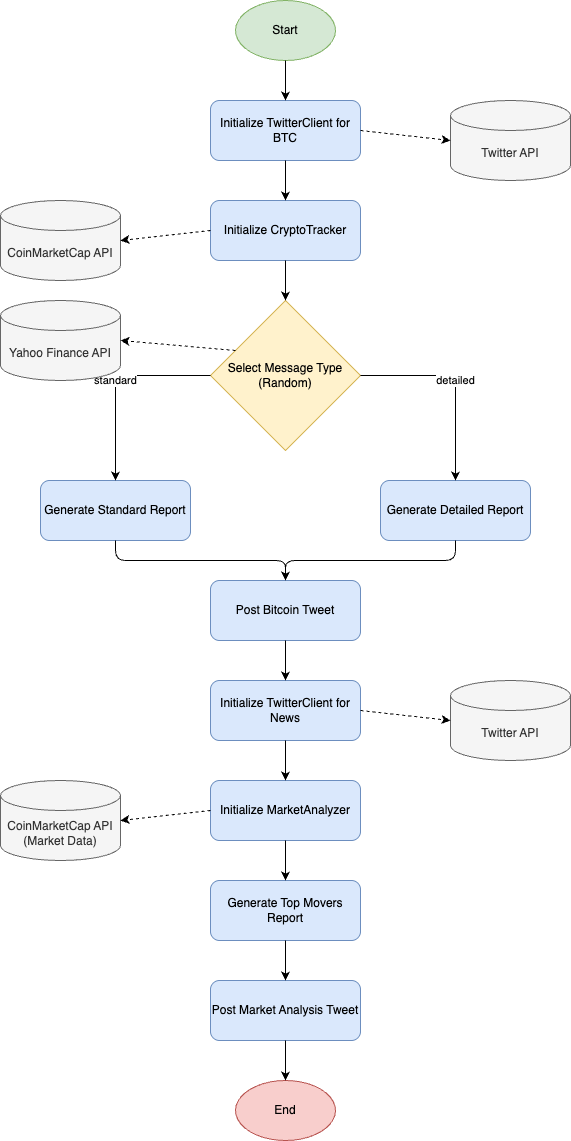 Start
Initialize TwitterClient for
BTC
Twitter API
Initialize CryptoTracker
CoinMarketCap API
Yahoo Finance API
Select Message Type
(Random)
standard
detailed
Generate Standard Report
Generate Detailed Report
Post Bitcoin Tweet
Initialize TwitterClient for
News
Twitter API
Initialize MarketAnalyzer
CoinMarketCap API
(Market Data)
Generate Top Movers
Report
Post Market Analysis Tweet
End